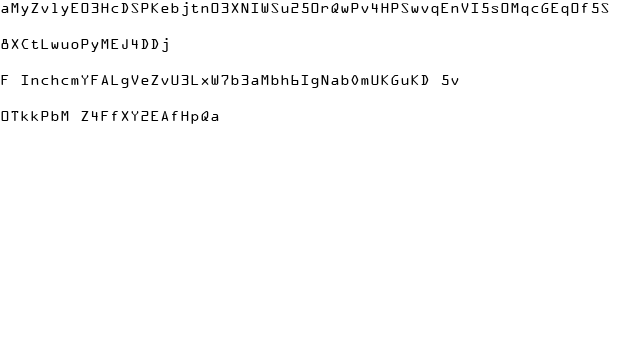 aMyZv1yEO3HcDSPKebjtnO3XNIWSu25OrQwPv4HPSwvqEnVI5sOMqcGEqOf5S
8XCtLwuoPyMEJ4DDj
F InchcmYFALgVeZvU3LxW7b3aMbh6IgNab0mUKGuKD 5v
OTkkPbM Z4FfXY2EAfHpQa